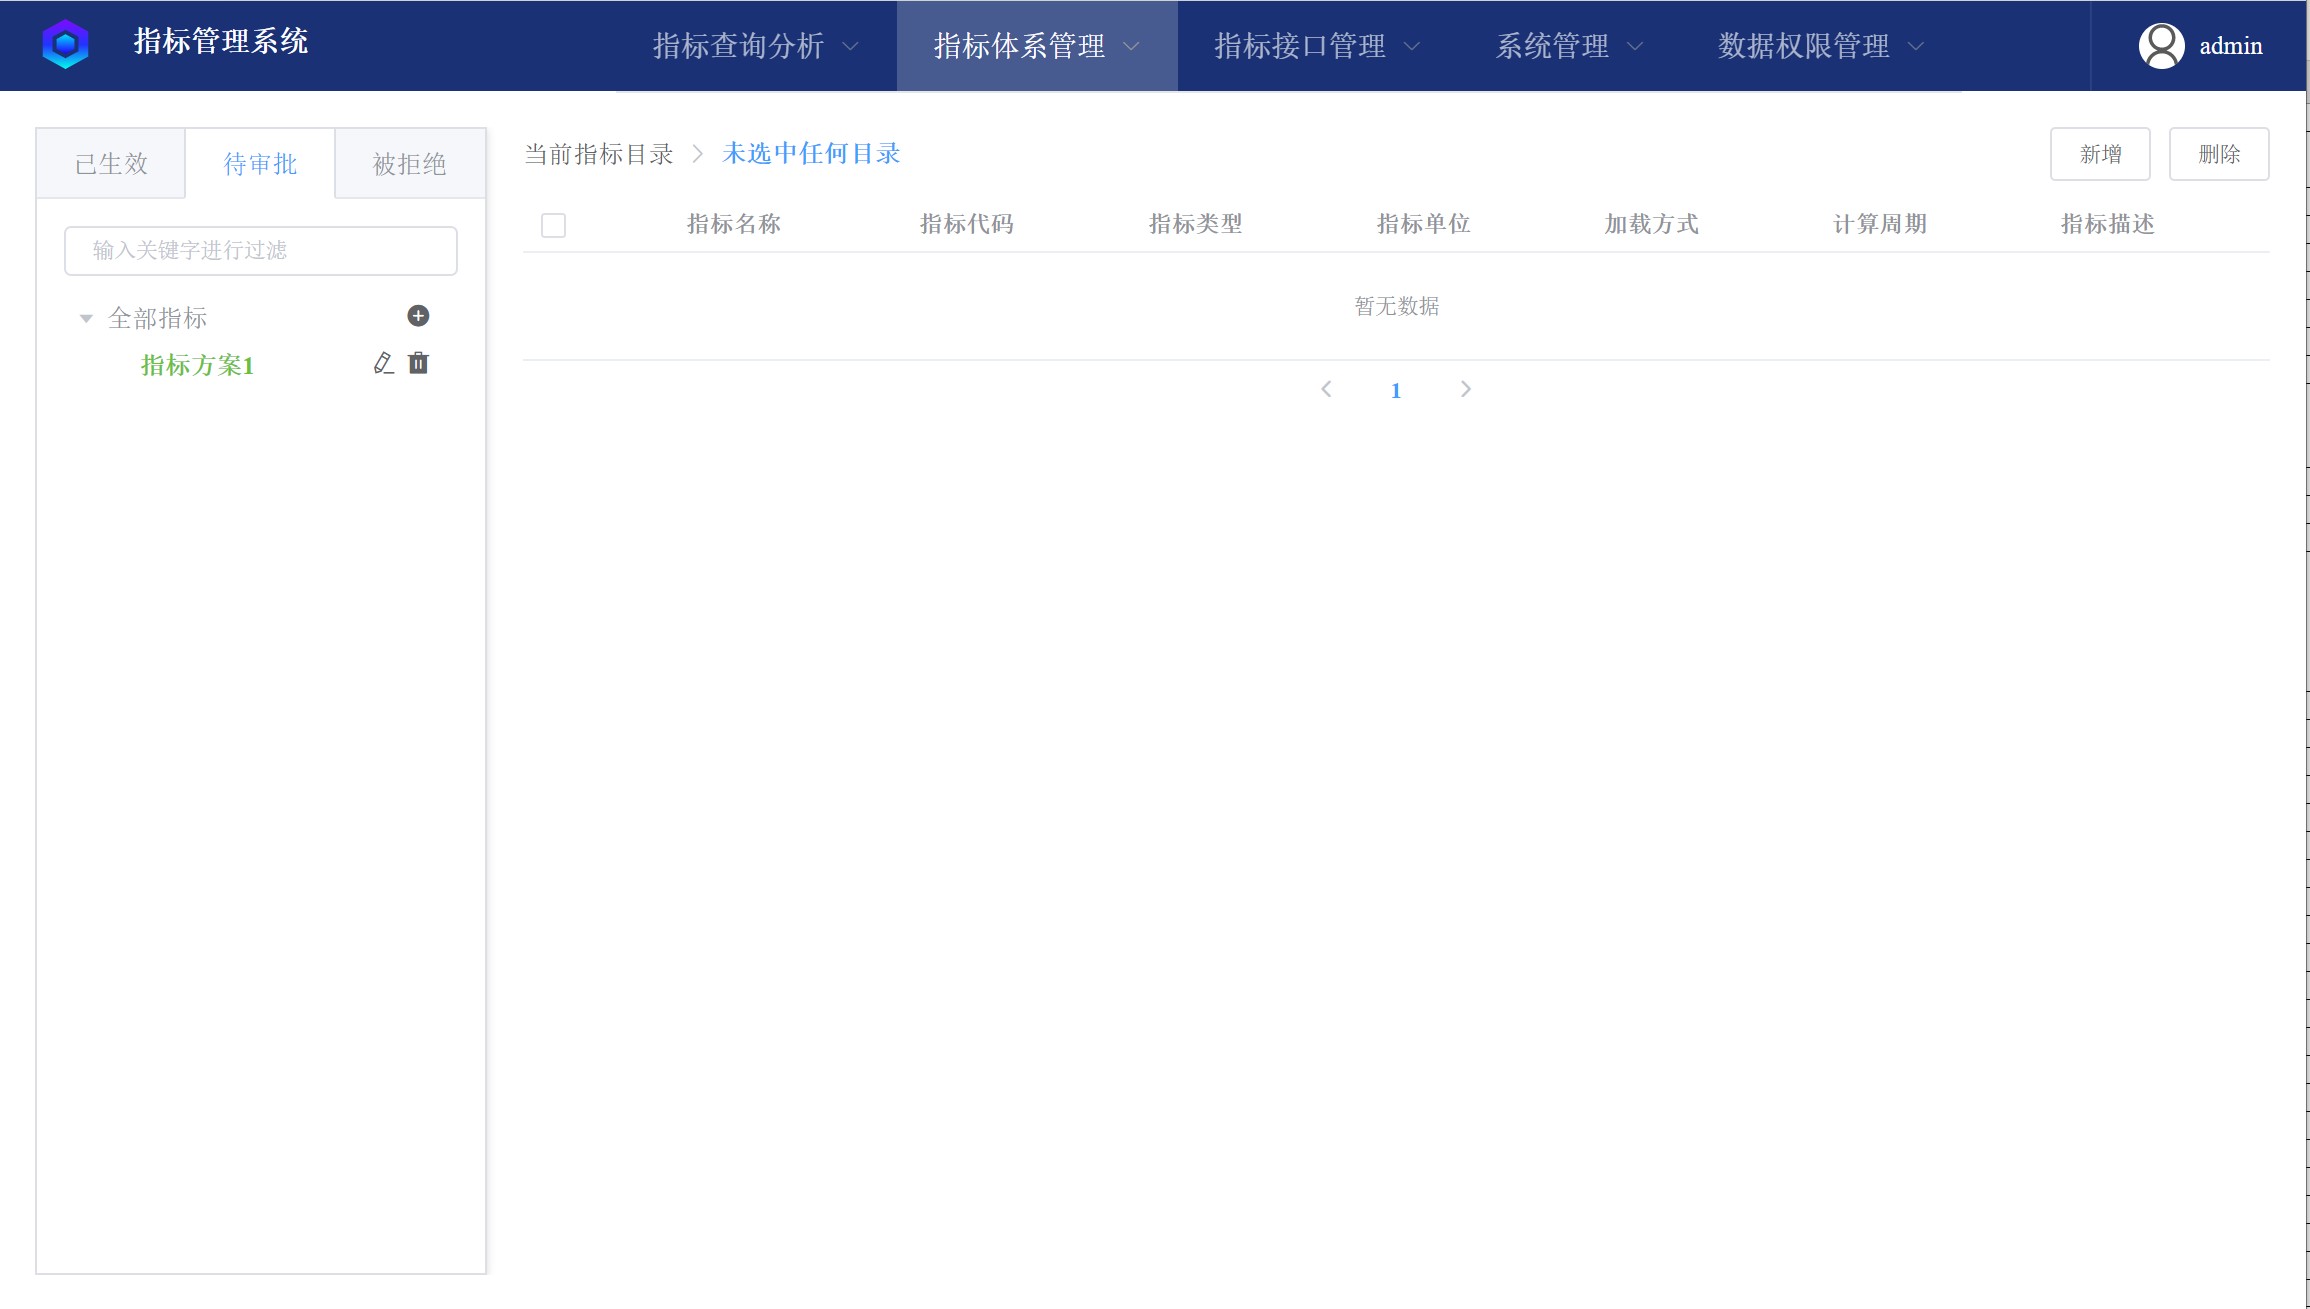 指标管理系统
指标查询分析
指标体系管理
指标接口管理
系统管理
数据权限管理
admin
已生效
待审批
被拒绝
输入关键字进行过滤
全部指标
指标方案1
当前指标目录
未选中任何目录
新增
删除
指标名称
指标代码
指标类型
指标单位
加载方式
计算周期
指标描述
暂无数据
1